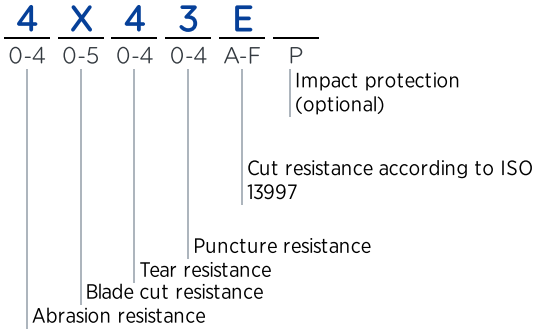 4 X 4 3 E
0-4 0-5 0-4 0-4 A-F P
Impact protection
(optional)
Cut resistance according to ISO
13997
Puncture resistance
Tear resistance
Blade cut resistance
Abrasion resistance